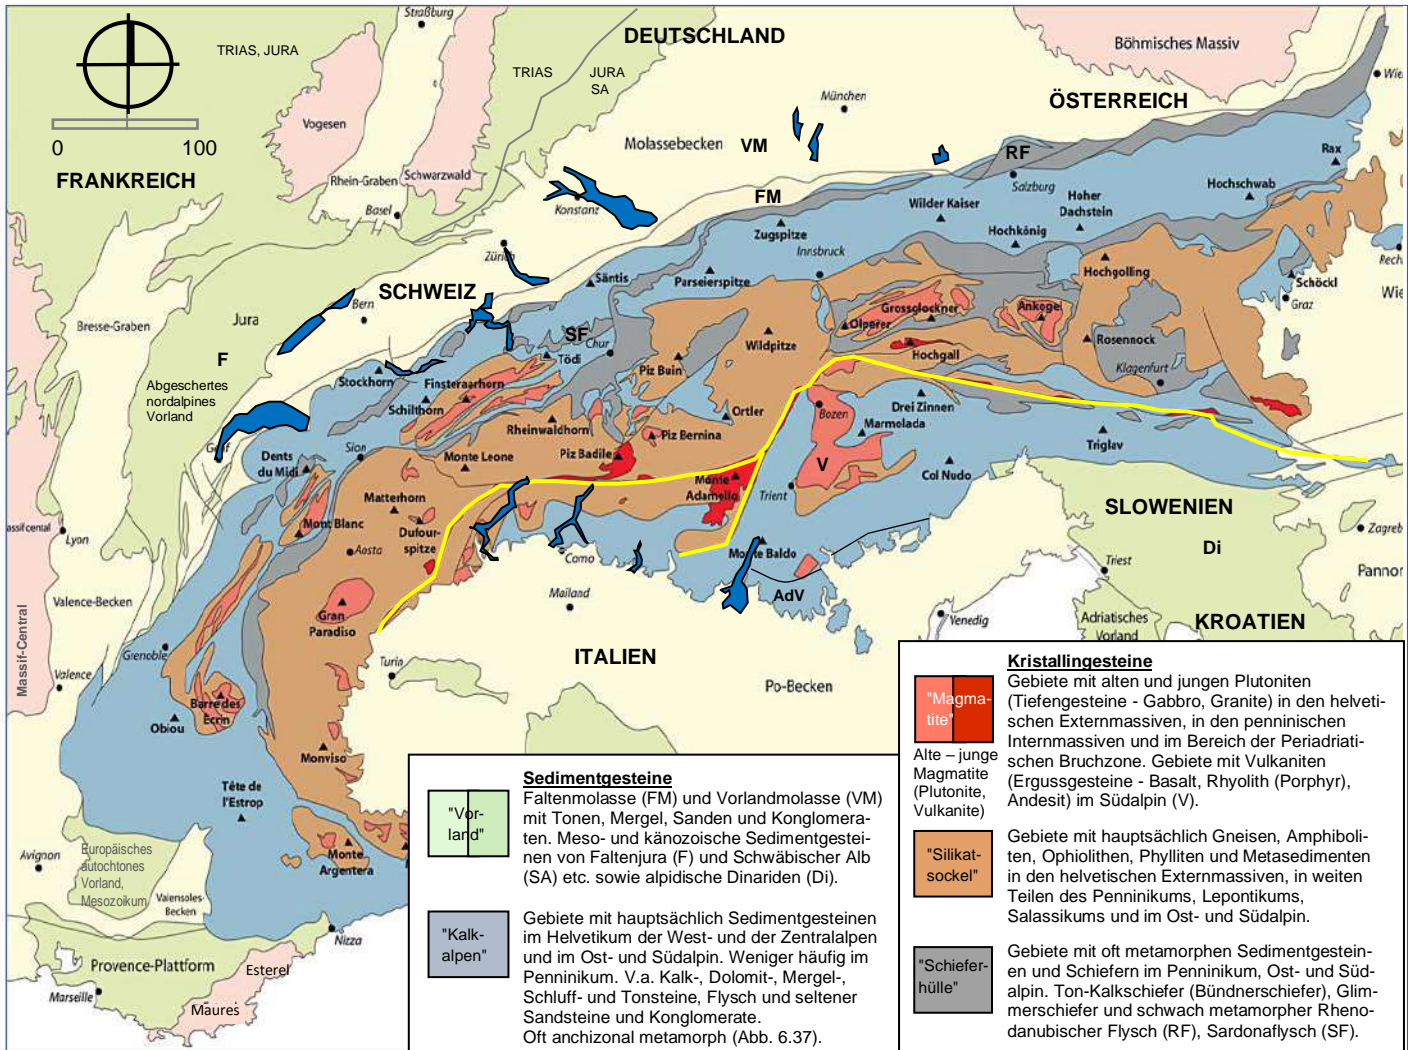 Straßburg
DEUTSCHLAND
Böhmisches Massiv
TRIAS, JURA
TRIAS
JURA
SA
München
ÖSTERREICH
Wie
Vogesen
Molassebecken
VM
RF
Rax
0
100
FRANKREICH
Rhein-Graben
Schwarzwald
Salzburg
Hoher
Dachstein
Hochschwab
Basel
Konstanz
FM
Wilder Kaiser
Zugspitze
Hochkönig
Zürich
Innsbruck
Rech
Säntis
Parseierspitze
Hochgolling
Schöckl
SCHWEIZ
Bern
Grossglockner
Ankogel
Wie
Graz
Bresse-Graben
Jura
Olperer
SF
Chur
Wildpitze
Rosennock
F
Tödi
Hochgall
Stockhorn
Piz Buin
Klagenfurt
Abgeschertes
nordalpines
Vorland
Finsteraarhorn
Schilthorn
Ortler
Bozen
Drei Zinnen
Rheinwaldhorn
Marmolada
Genf
Sion
Piz Bernina
Triglav
Dents
du Midi
Monte Leone
Piz Badile
V
Col Nudo
Matterhorn
Monte
Adamello
Trient
SLOWENIEN
Mont Blanc
Dufour-
spitze
Zagreb
assifcental
Lyon
Aosta
Monte Baldo
Di
Como
Triest
Pannor
Valence-Becken
Mailand
AdV
Gran
Paradiso
Venedig
Adriatisches
Vorland
KROATIEN
Massif-Central
Grenoble
Turin
ITALIEN
Valence
Po-Becken
Barre des
Ecrin
Obiou
Monviso
Tête de
l'Estrop
Europäisches
autochtones
Vorland,
Mesozoikum
Avignon
Monte
Argentera
Valensoles-
Becken
Nizza
Provence-Plattform
Esterel
Marseille
Maures
Sedimentgesteine
"Vor-
land"
Faltenmolasse (FM) und Vorlandmolasse (VM)
mit Tonen, Mergel, Sanden und Konglomera-
ten. Meso- und känozoische Sedimentgestei-
nen von Faltenjura (F) und Schwäbischer Alb
(SA) etc. sowie alpidische Dinariden (Di).
"Kalk-
alpen"
Gebiete mit hauptsächlich Sedimentgesteinen
im Helvetikum der West- und der Zentralalpen
und im Ost- und Südalpin. Weniger häufig im
Penninikum. V.a. Kalk-, Dolomit-, Mergel-,
Schluff- und Tonsteine, Flysch und seltener
Sandsteine und Konglomerate.
Oft anchizonal metamorph (Abb. 6.37).
Kristallingesteine
"Magma-
tite"
Alte – junge
Magmatite
(Plutonite,
Vulkanite)
Gebiete mit alten und jungen Plutoniten
(Tiefengesteine - Gabbro, Granite) in den helveti-
schen Externmassiven, in den penninischen
Internmassiven und im Bereich der Periadriati-
schen Bruchzone. Gebiete mit Vulkaniten
(Ergussgesteine - Basalt, Rhyolith (Porphyr),
Andesit) im Südalpin (V).
"Silikat-
sockel"
Gebiete mit hauptsächlich Gneisen, Amphiboli-
ten, Ophiolithen, Phylliten und Metasedimenten
in den helvetischen Externmassiven, in weiten
Teilen des Penninikums, Lepontikums,
Salassikums und im Ost- und Südalpin.
"Schiefer-
hülle"
Gebiete mit oft metamorphen Sedimentgestein-
en und Schiefern im Penninikum, Ost- und Süd-
alpin. Ton-Kalkschiefer (Bündnerschiefer), Glim-
merschiefer und schwach metamorpher Rheno-
danubischer Flysch (RF), Sardonaflysch (SF).